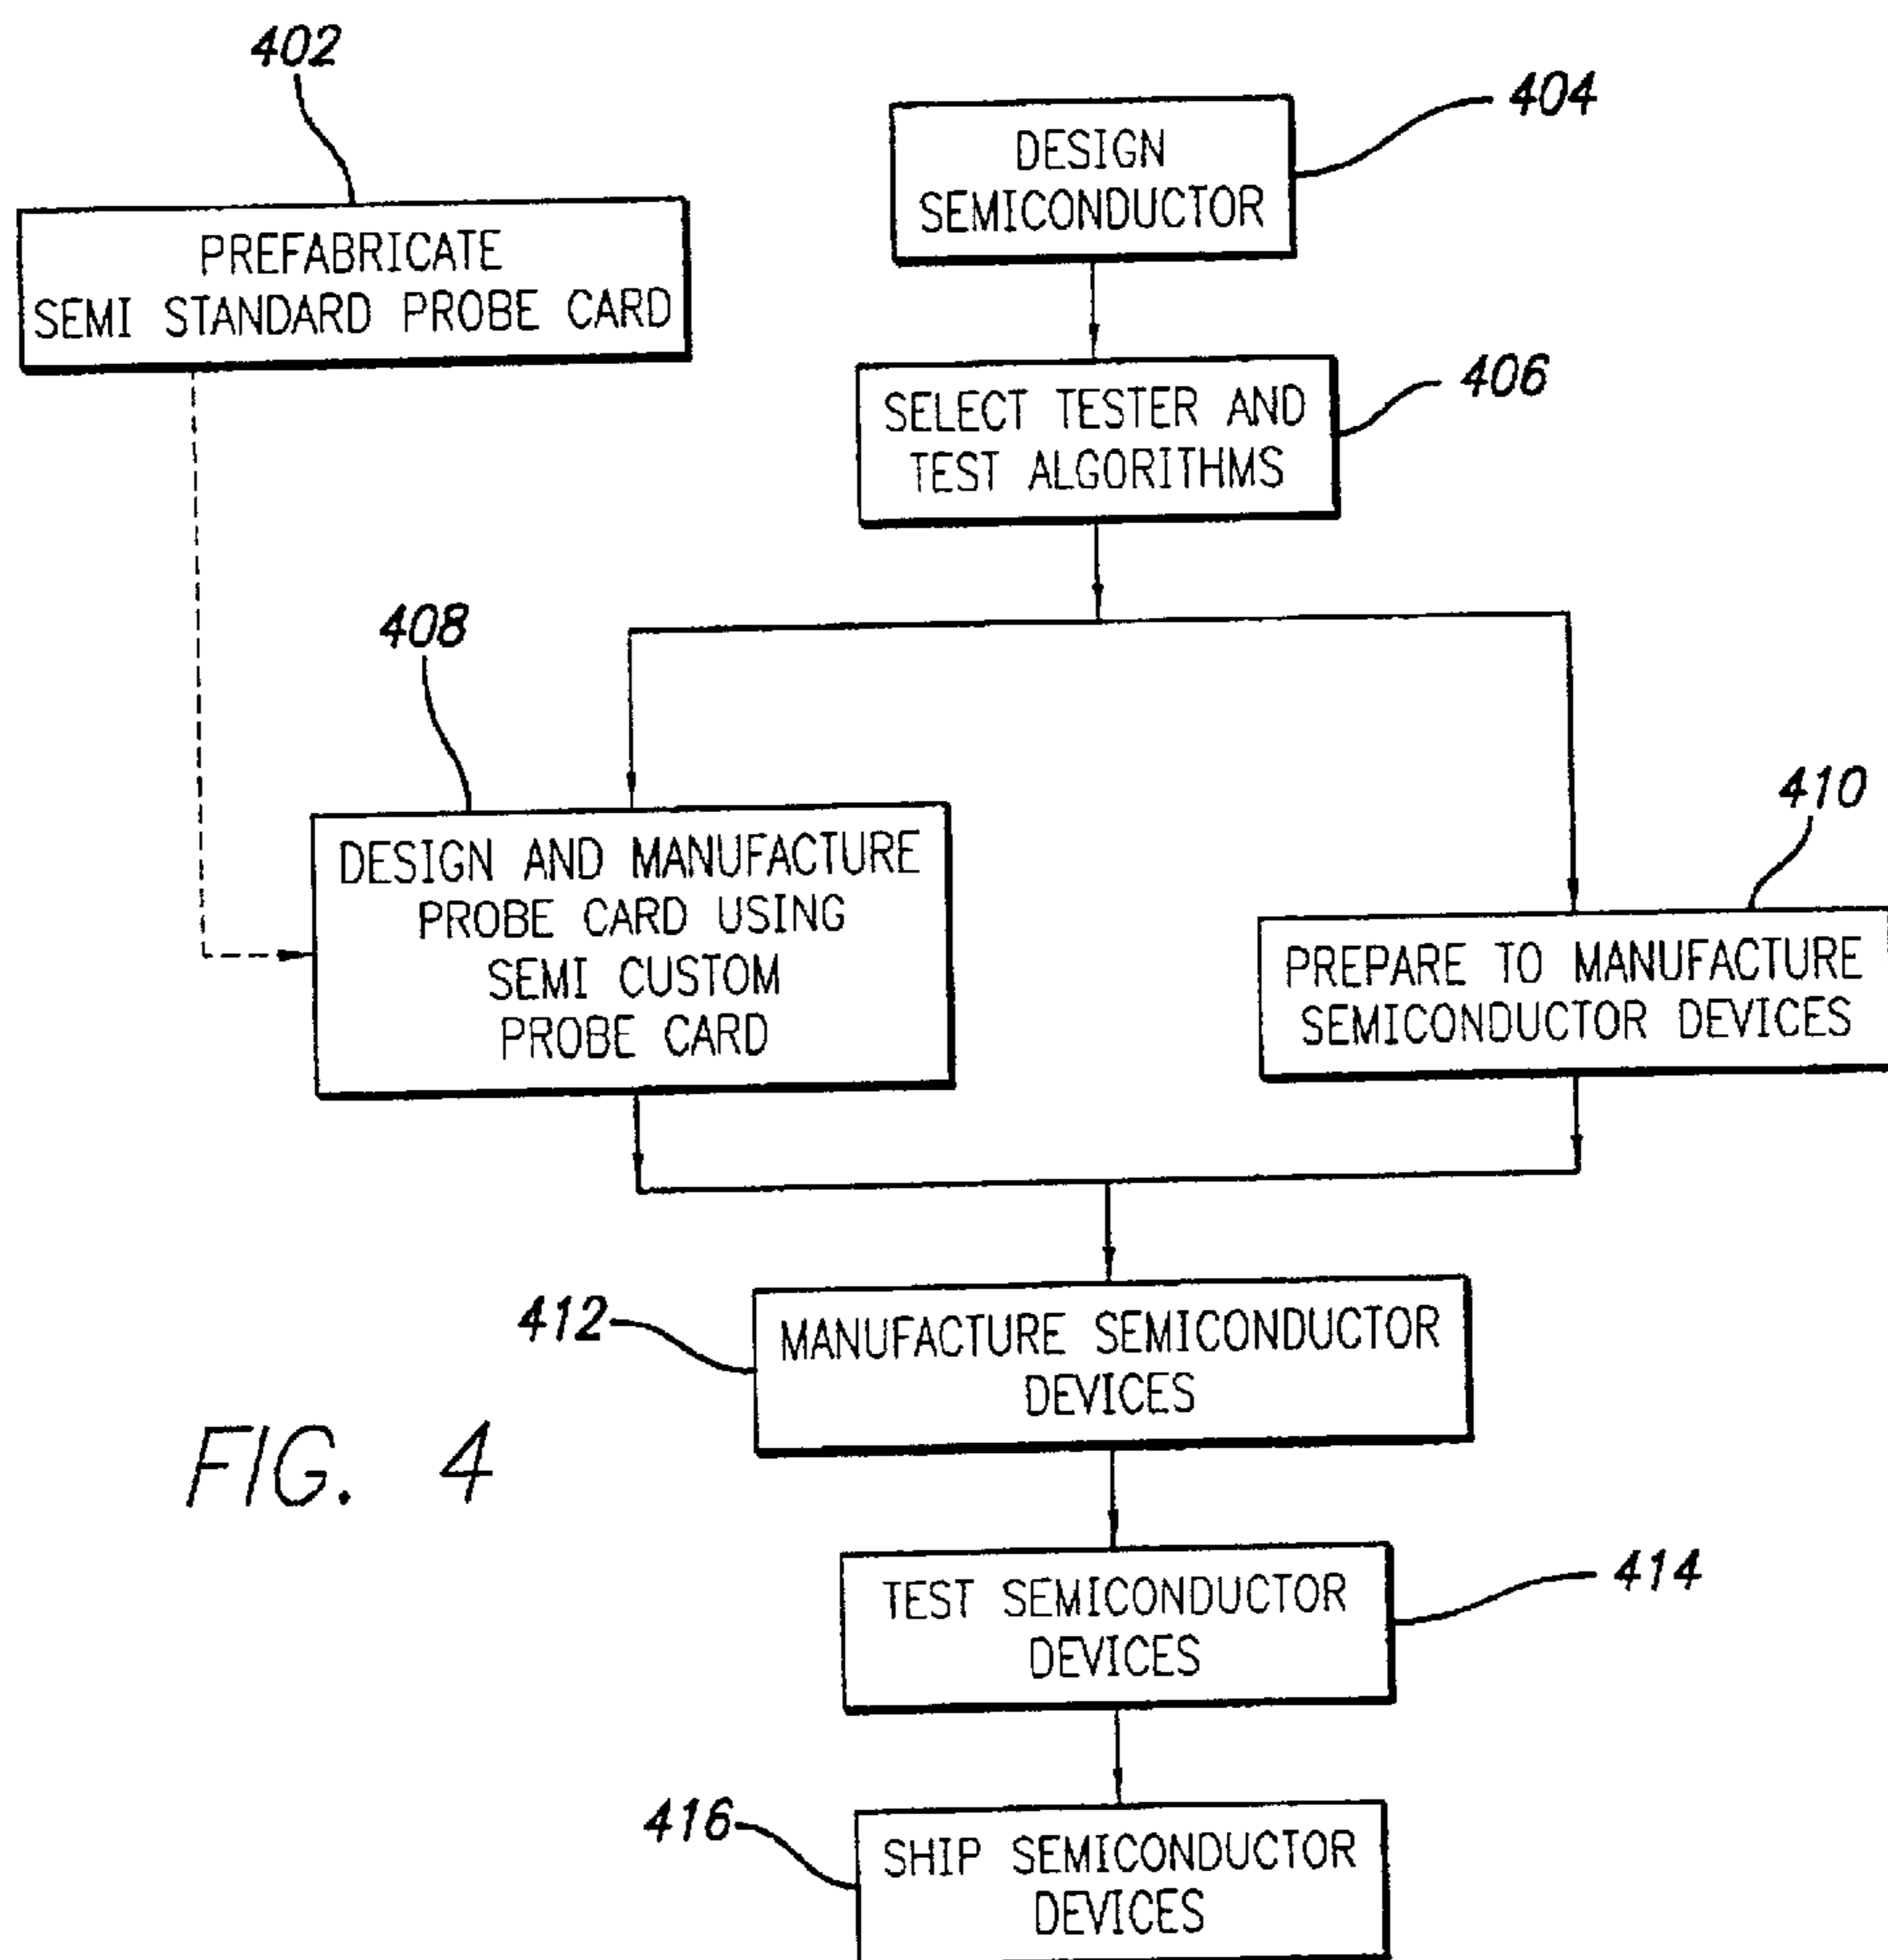 402
404
DESIGN
SEMICONDUCTOR
PREFABRICATE
SEMI STANDARD PROBE CARD
406
SELECT TESTER AND
TEST ALGORITHMS
408
410
DESIGN AND MANUFACTURE
PROBE CARD USING
SEMI CUSTOM
PROBE CARD
PREPARE TO MANUFACTURE
SEMICONDUCTOR DEVICES
412
MANUFACTURE SEMICONDUCTOR
DEVICES
FIG. 4
414
TEST SEMICONDUCTOR
DEVICES
416
SHIP SEMICONDUCTOR
DEVICES